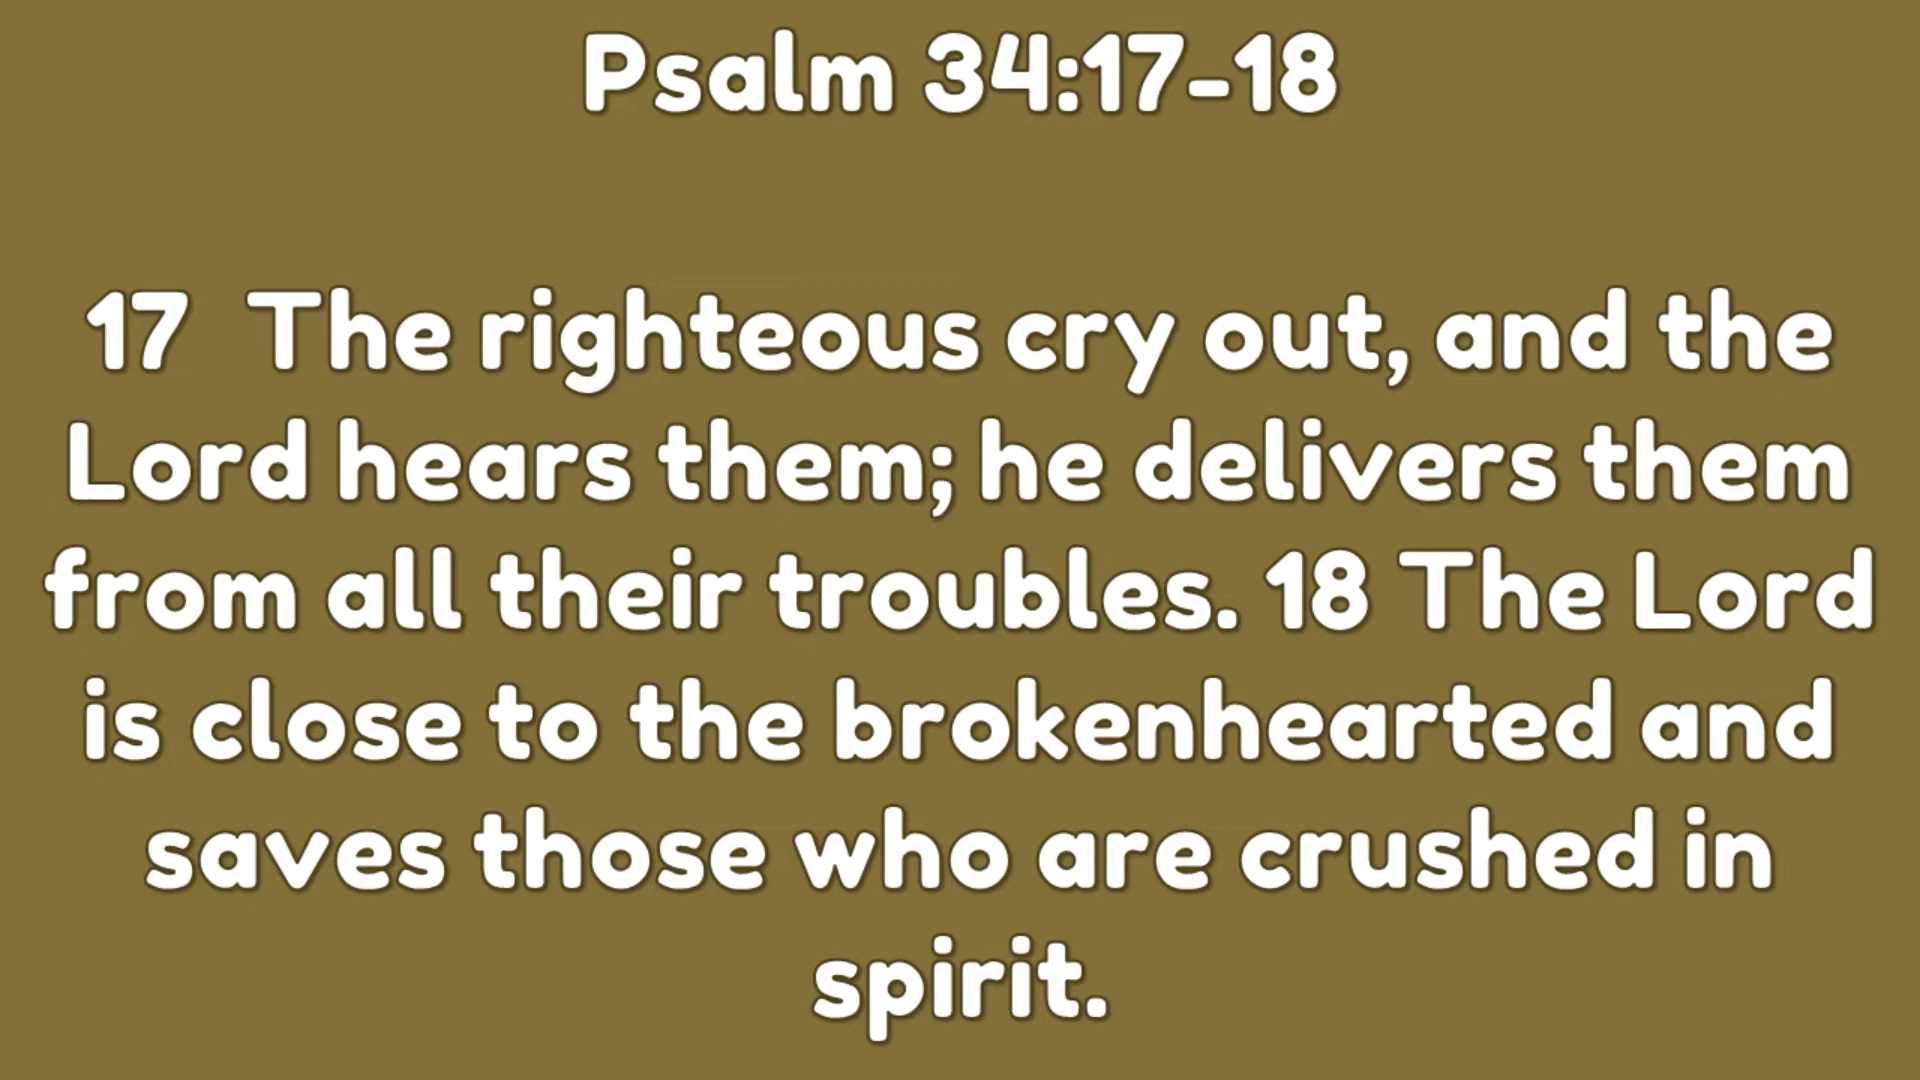 Psalm 34:17-18
17 The righteous cry out, and the
Lord hears them; he delivers them
from all their troubles. 18 The Lord
is close to the brokenhearted and
saves those who are crushed in
spirit.